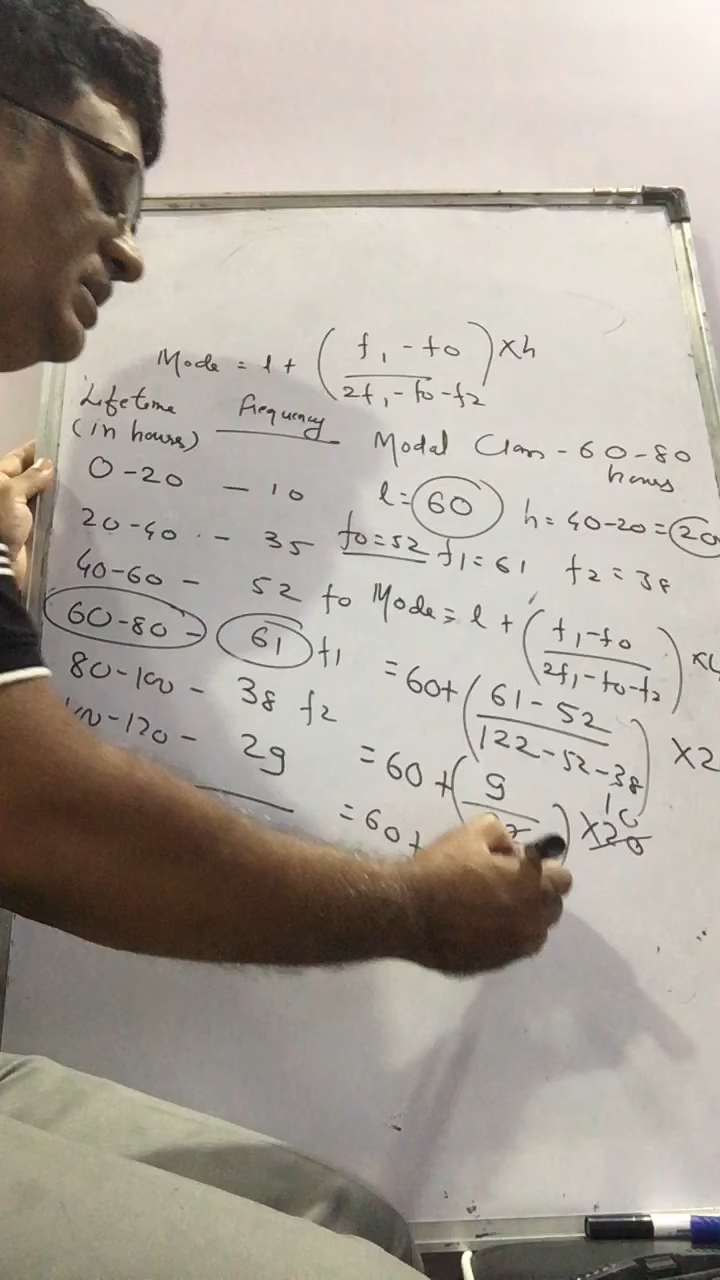 Mode = l + ( f1 - f0 / 2f1 - f0 - f2 ) x h
Lifetime (in hours) Frequency
Modal Class - 60-80 hours
0-20 - 10
l = 60 h = 40-20 = 20
20-40 - 35
f0 = 52 f1 = 61 f2 = 38
40-60 - 52 f0
Mode = l + ( f1 - f0 / 2f1 - f0 - f2 ) x
60-80 - 61 f1
= 60 + ( 61 - 52 / 122 - 52 - 38 ) x 2
80-100 - 38 f2
= 60 + ( 9 / ) x 20 10
-120 - 29
= 60 +